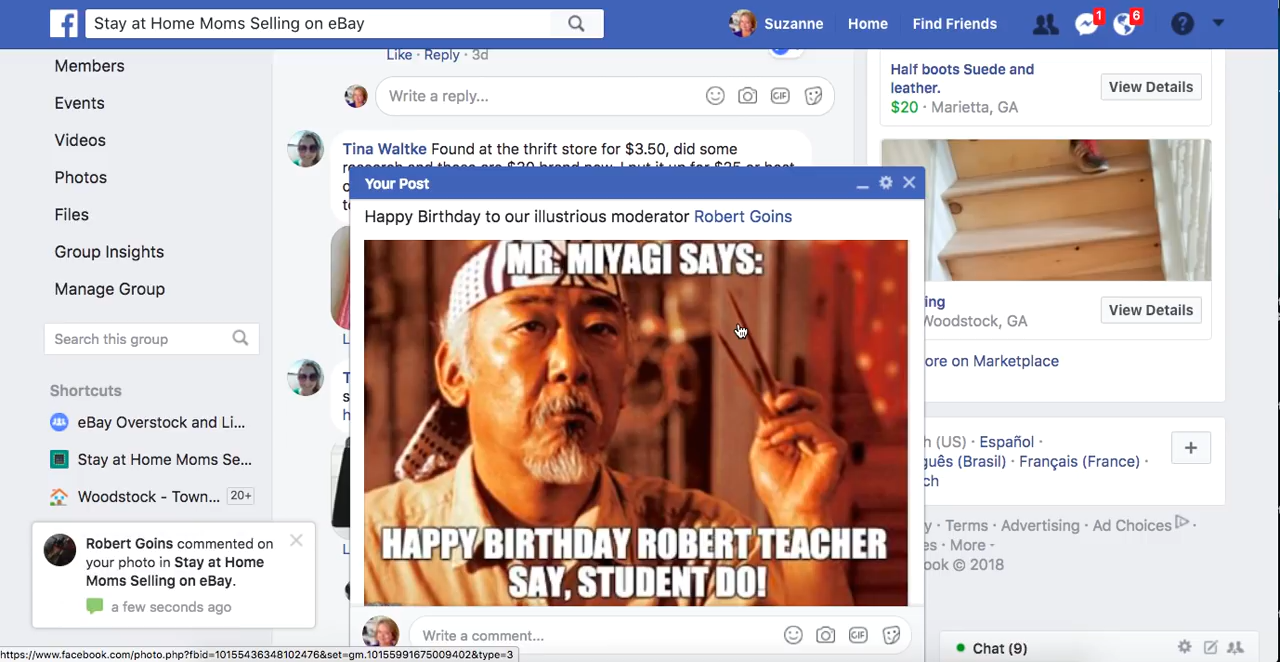 Stay at Home Moms Selling on eBay
Suzanne
Home
Find Friends
1
6
Members
Events
Videos
Photos
Files
Group Insights
Manage Group
Search this group
Shortcuts
eBay Overstock and Li...
Stay at Home Moms Se...
Woodstock - Town... 20+
Robert Goins commented on
your photo in Stay at Home
Moms Selling on eBay.
a few seconds ago
https://www.facebook.com/photo.php?fbid=10155436348102476&set=gm.10155991675009402&type=3
Like · Reply · 3d
Write a reply...
GIF
Tina Waltke Found at the thrift store for $3.50, did some
Your Post
Happy Birthday to our illustrious moderator Robert Goins
MR. MIYAGI SAYS:
HAPPY BIRTHDAY ROBERT TEACHER
SAY, STUDENT DO!
Write a comment...
GIF
Half boots Suede and
leather.
$20 · Marietta, GA
View Details
ing
Woodstock, GA
View Details
ore on Marketplace
h (US) · Español ·
guês (Brasil) · Français (France) ·
ch
y · Terms · Advertising · Ad Choices ·
es · More ·
ook © 2018
Chat (9)